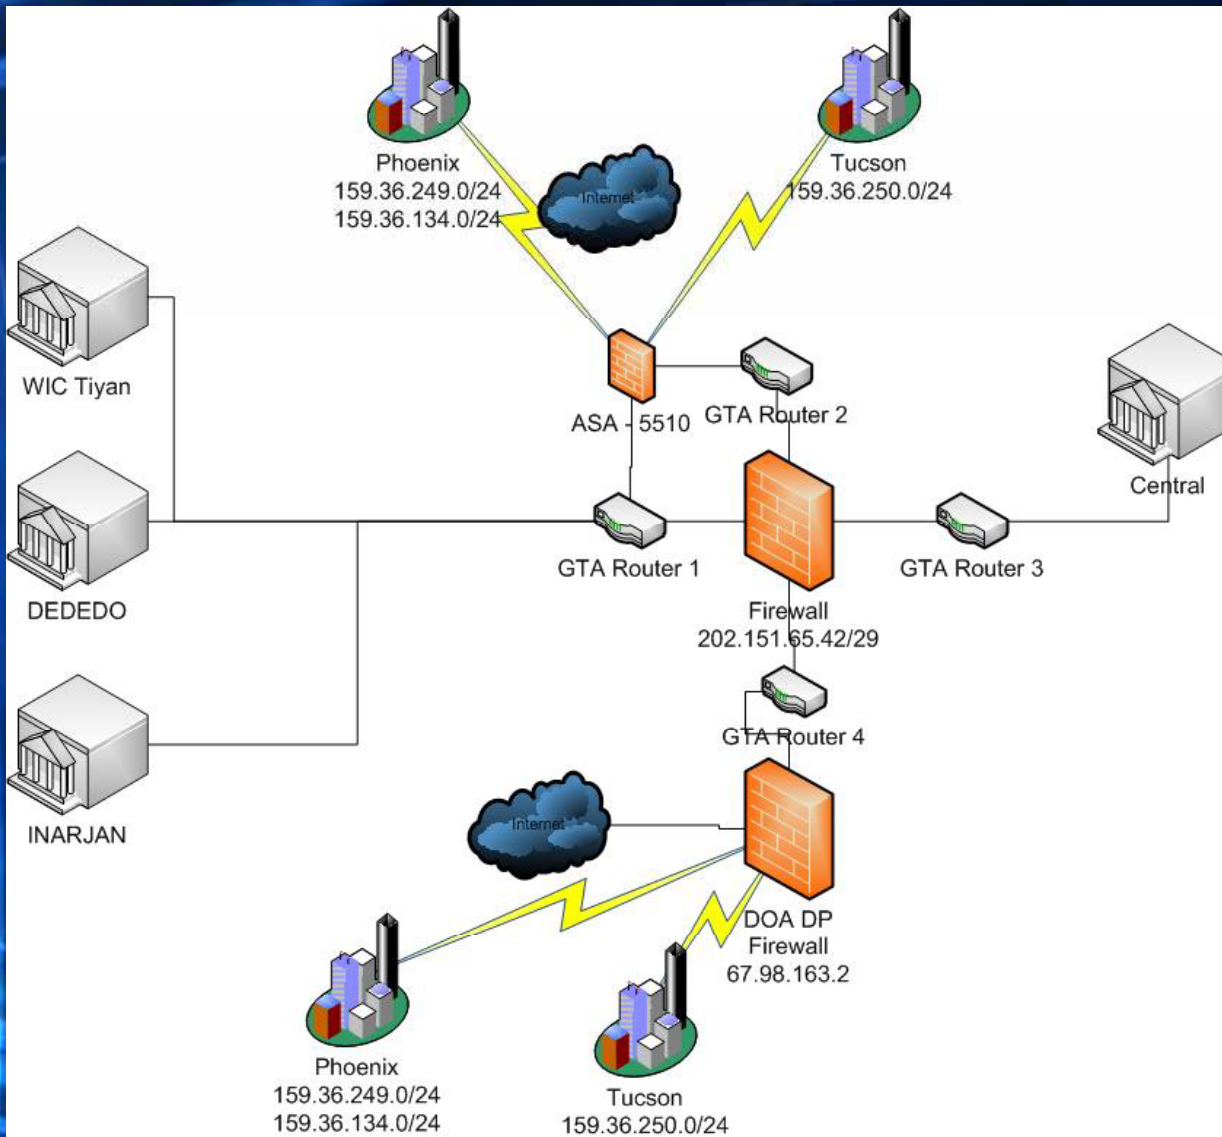 Phoenix
159.36.249.0/24
159.36.134.0/24
Internet
Tucson
159.36.250.0/24
WIC Tiyan
ASA - 5510
GTA Router 2
Central
DEDEDO
GTA Router 1
GTA Router 3
Firewall
202.151.65.42/29
GTA Router 4
INARJAN
Internet
DOA DP
Firewall
67.98.163.2
Phoenix
159.36.249.0/24
159.36.134.0/24
Tucson
159.36.250.0/24